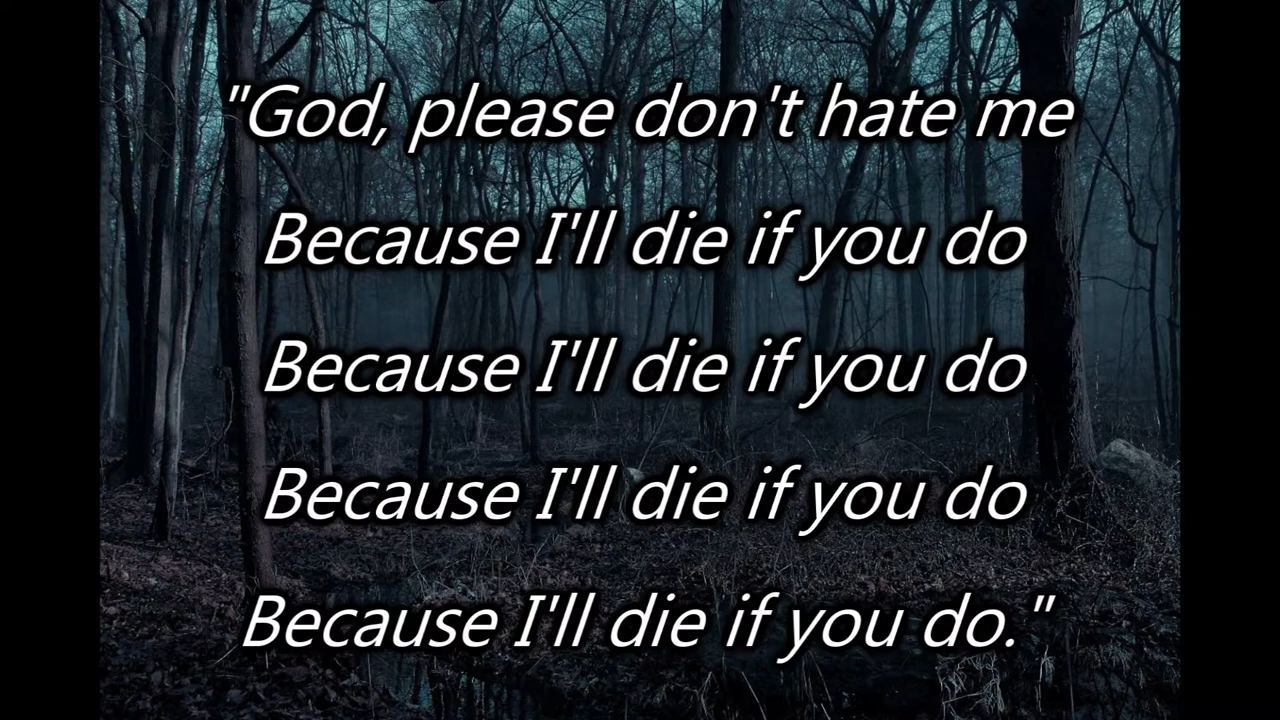 "God, please don't hate me
Because I'll die if you do
Because I'll die if you do
Because I'll die if you do
Because I'll die if you do."